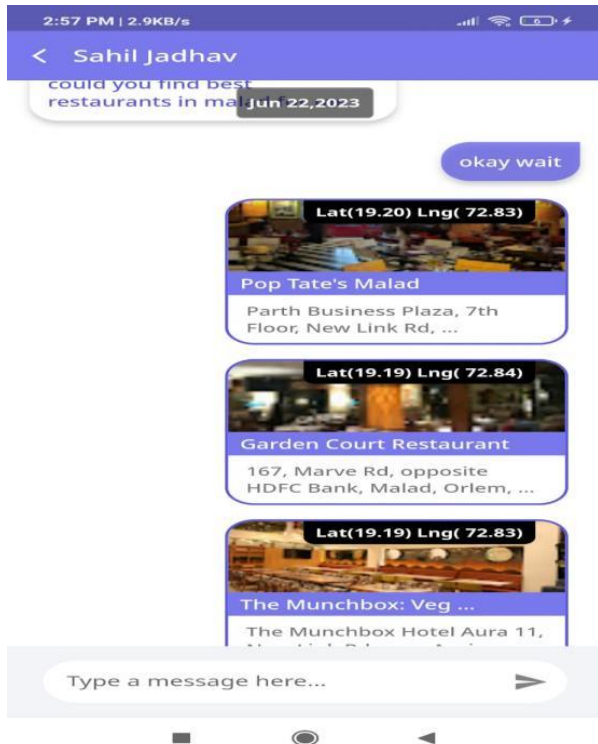 2:57 PM | 2.9KB/s
6
Sahil Jadhav
could you find best
restaurants in mal
Jun 22,2023
okay wait
Lat(19.20) Lng( 72.83)
Pop Tate's Malad
Parth Business Plaza, 7th
Floor, New Link Rd, ...
Lat(19.19) Lng( 72.84)
Garden Court Restaurant
167, Marve Rd, opposite
HDFC Bank, Malad, Orlem, ...
Lat(19.19) Lng( 72.83)
The Munchbox: Veg ...
The Munchbox Hotel Aura 11,
Type a message here...